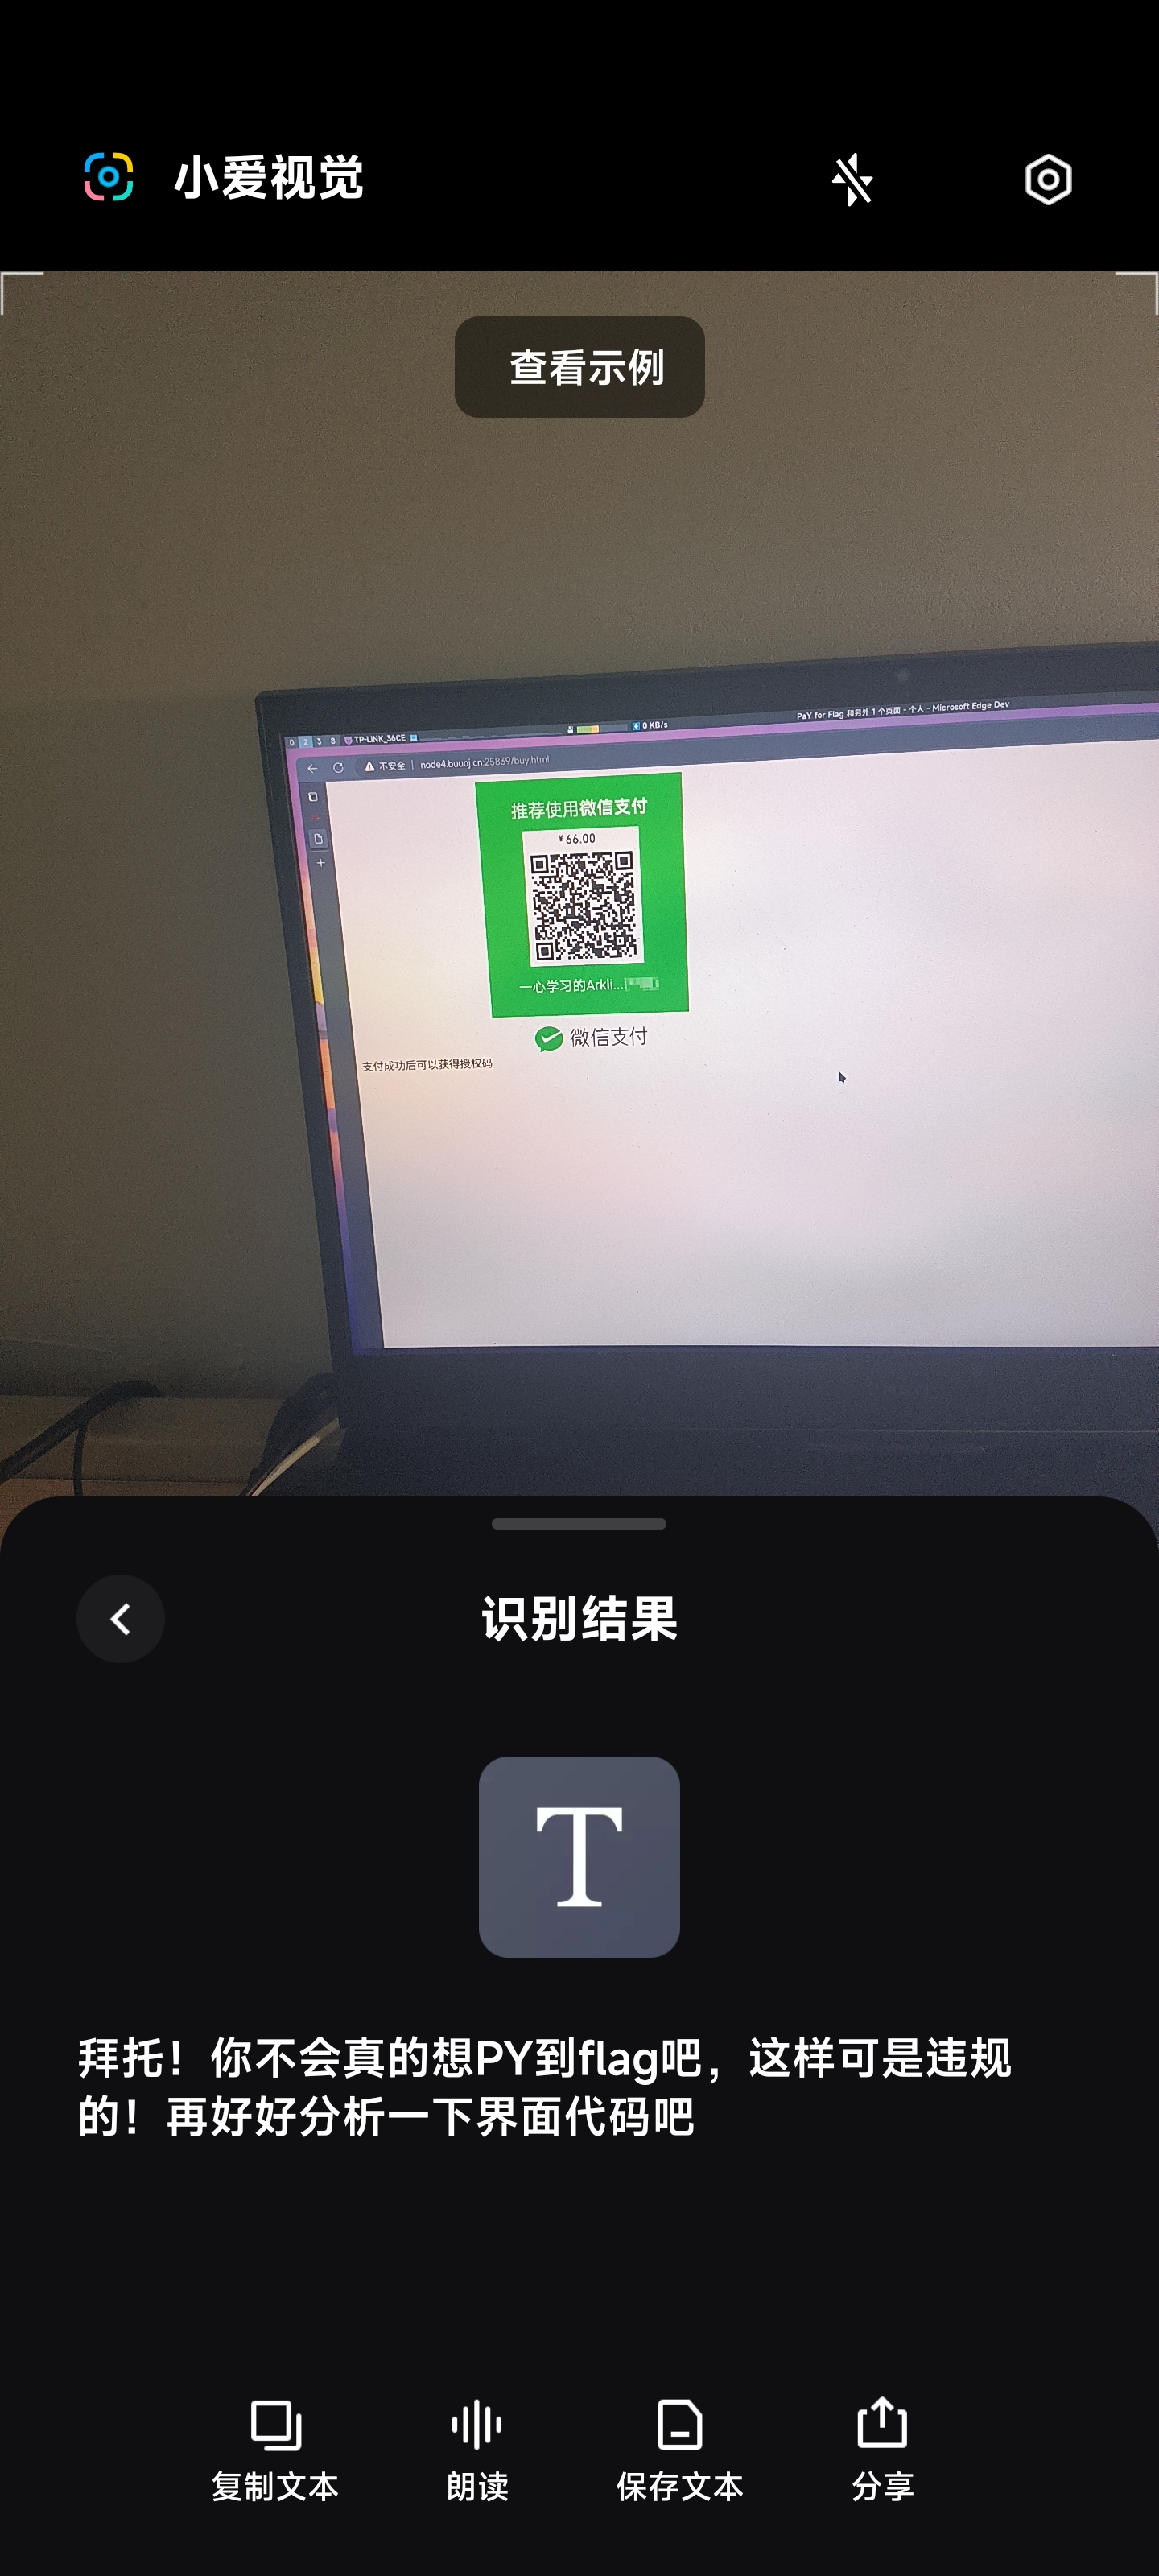 小爱视觉
查看示例
0 2 3 8 TP-LINK_36CE 0 KB/s PaY for Flag 和另外 1 个页面 - 个人 - Microsoft Edge Dev
不安全 | node4.buuoj.cn:25839/buy.html
推荐使用微信支付
¥66.00
一心学习的Arkli...
微信支付
支付成功后可以获得授权码
识别结果
T
拜托！你不会真的想PY到flag吧，这样可是违规
的！再好好分析一下界面代码吧
复制文本 朗读 保存文本 分享